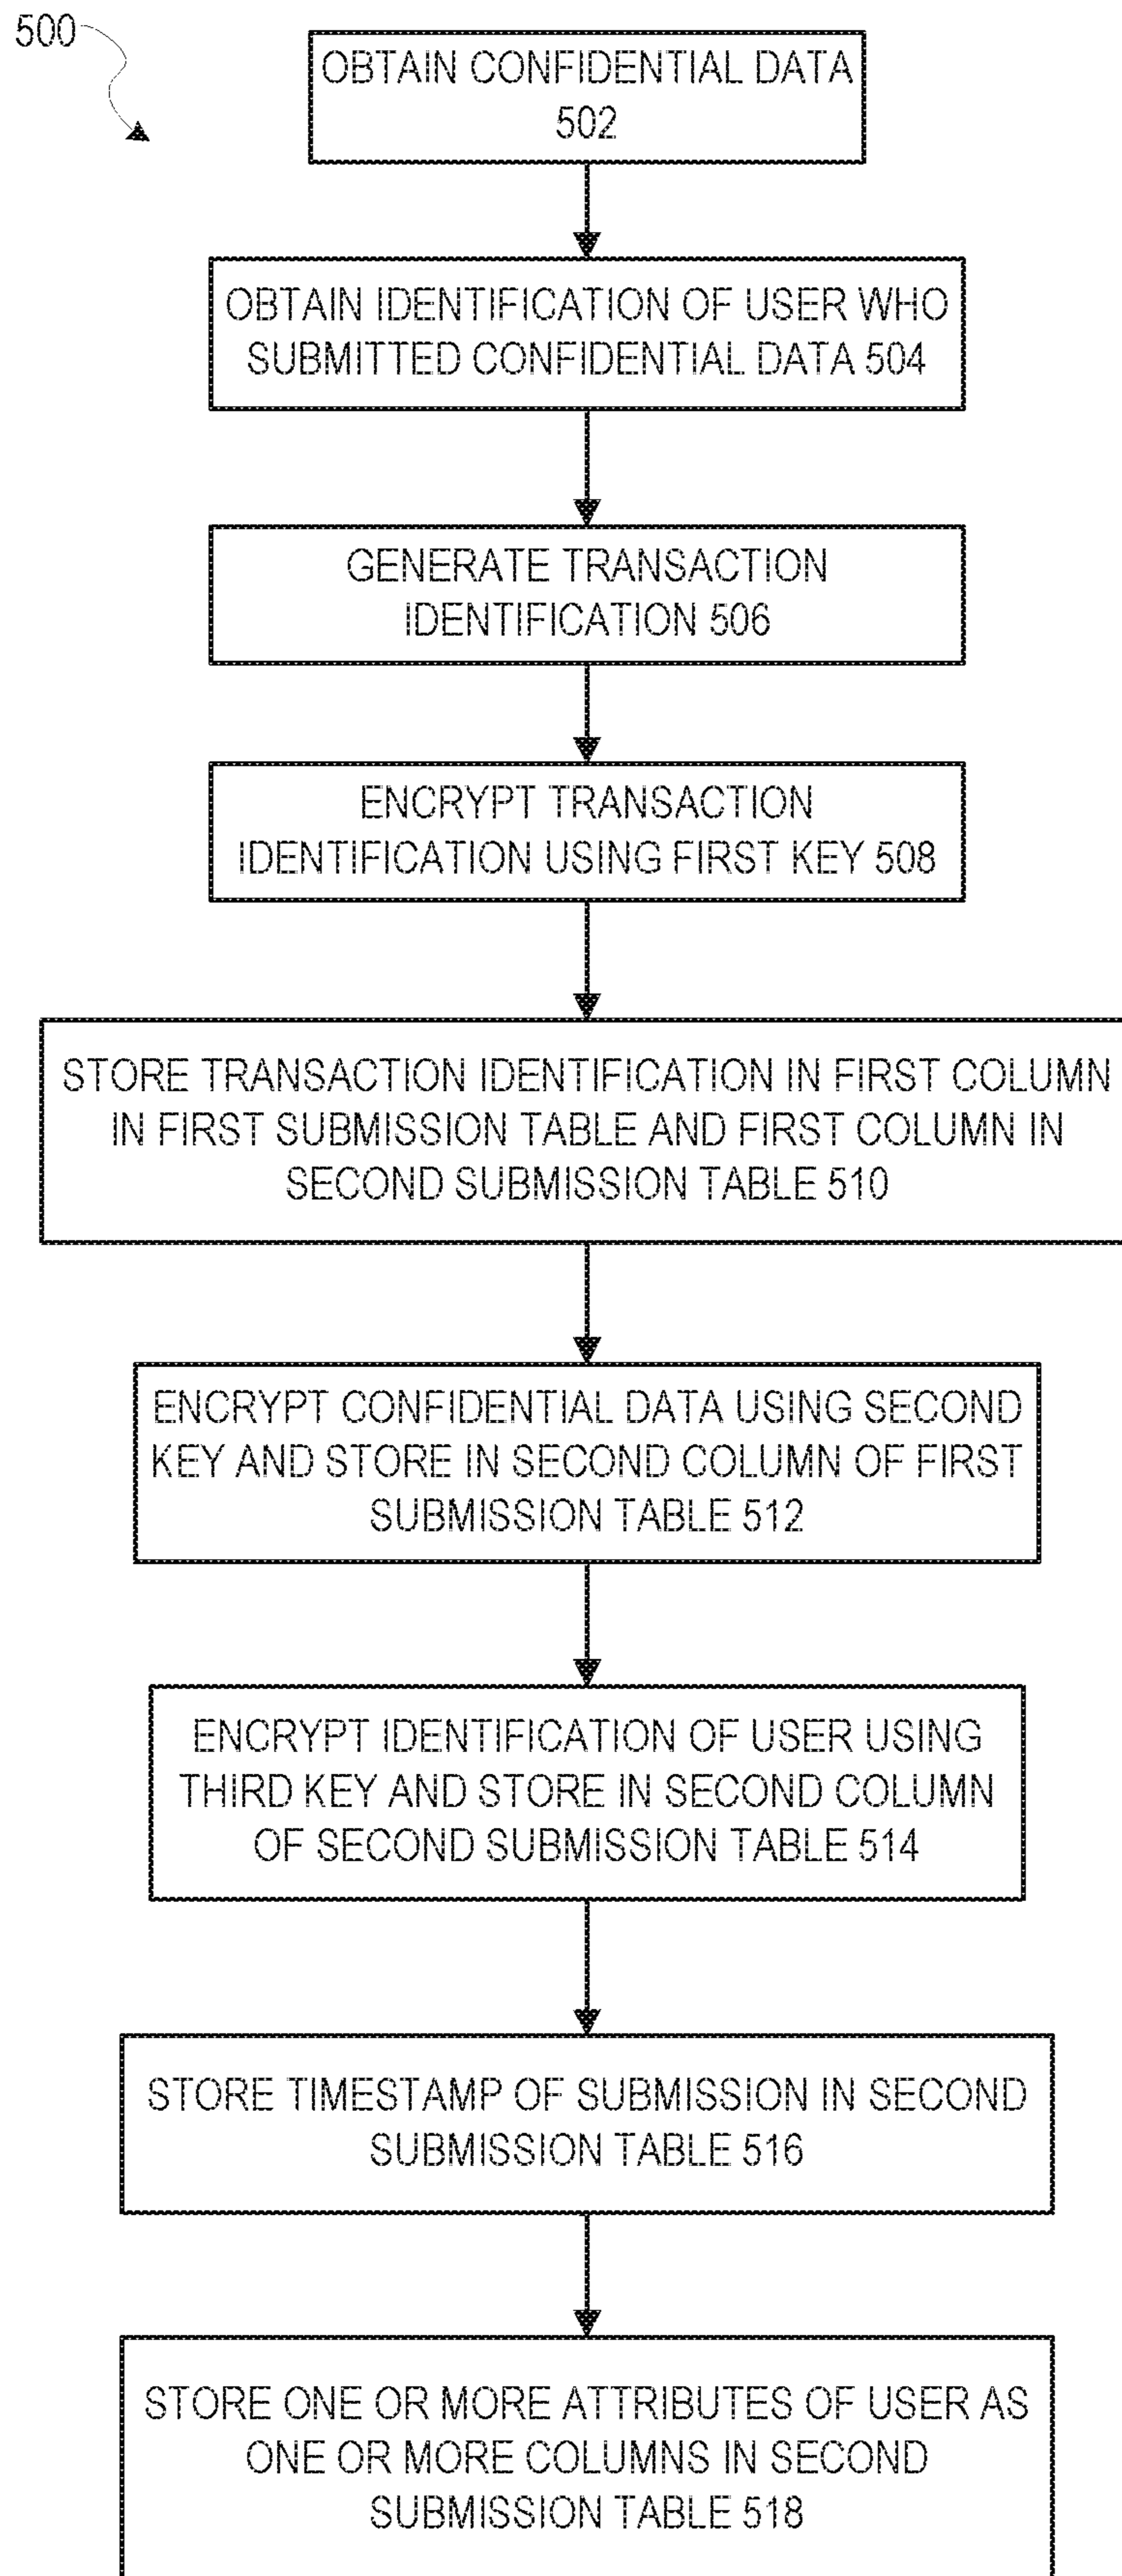 500
OBTAIN CONFIDENTIAL DATA
502
OBTAIN IDENTIFICATION OF USER WHO
SUBMITTED CONFIDENTIAL DATA 504
GENERATE TRANSACTION
IDENTIFICATION 506
ENCRYPT TRANSACTION
IDENTIFICATION USING FIRST KEY 508
STORE TRANSACTION IDENTIFICATION IN FIRST COLUMN
IN FIRST SUBMISSION TABLE AND FIRST COLUMN IN
SECOND SUBMISSION TABLE 510
ENCRYPT CONFIDENTIAL DATA USING SECOND
KEY AND STORE IN SECOND COLUMN OF FIRST
SUBMISSION TABLE 512
ENCRYPT IDENTIFICATION OF USER USING
THIRD KEY AND STORE IN SECOND COLUMN
OF SECOND SUBMISSION TABLE 514
STORE TIMESTAMP OF SUBMISSION IN SECOND
SUBMISSION TABLE 516
STORE ONE OR MORE ATTRIBUTES OF USER AS
ONE OR MORE COLUMNS IN SECOND
SUBMISSION TABLE 518